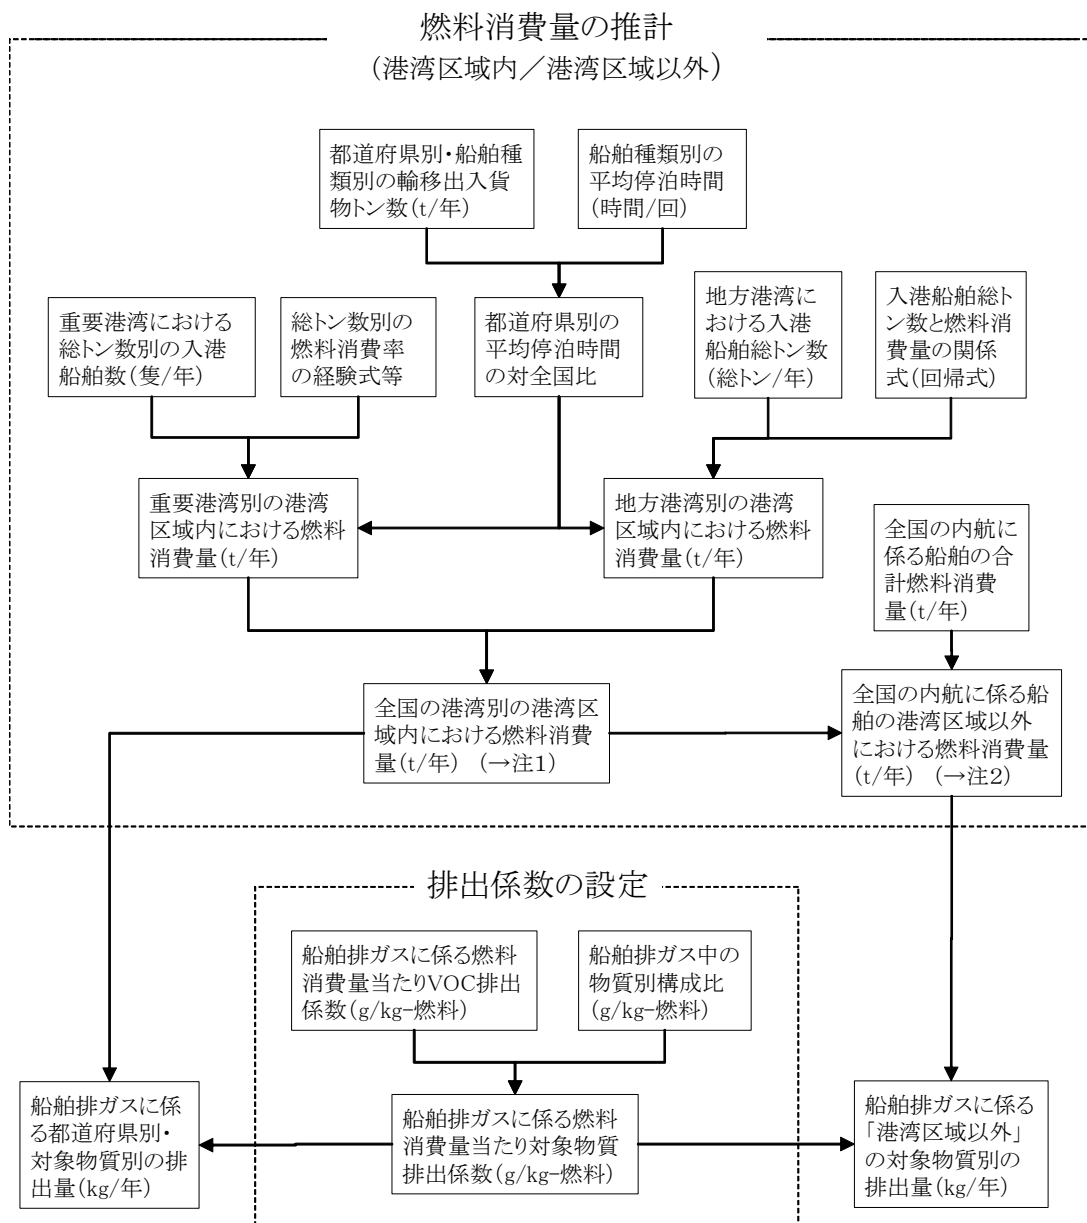 燃料消費量の推計
（港湾区域内／港湾区域以外）
都道府県別・船舶種
類別の輸移出入貨
物トン数（t/年）
船舶種類別の
平均停泊時間
（時間/回）
重要港湾における
総トン数別の入港
船舶数（隻/年）
総トン数別の
燃料消費率
の経験式等
都道府県別の
平均停泊時間
の対全国比
地方港湾に
おける入港
船舶総トン数
（総トン/年）
入港船舶総ト
ン数と燃料消
費量の関係
式（回帰式）
重要港湾別の港湾
区域内における燃料
消費量（t/年）
地方港湾別の港湾
区域内における燃料
消費量（t/年）
全国の内航に
係る船舶の合
計燃料消費
量（t/年）
全国の港湾別の港湾区
域内における燃料消費
量（t/年） （→注1）
全国の内航に係る船
舶の港湾区域以外
における燃料消費量
（t/年） （→注2）
排出係数の設定
船舶排ガスに係る燃料
消費量当たりVOC排出
係数（g/kg-燃料）
船舶排ガス中の
物質別構成比
（g/kg-燃料）
船舶排ガスに係
る都道府県別・
対象物質別の排
出量（kg/年）
船舶排ガスに係る燃料
消費量当たり対象物質
排出係数（g/kg-燃料）
船舶排ガスに係る
「港湾区域以外」
の対象物質別の
排出量（kg/年）